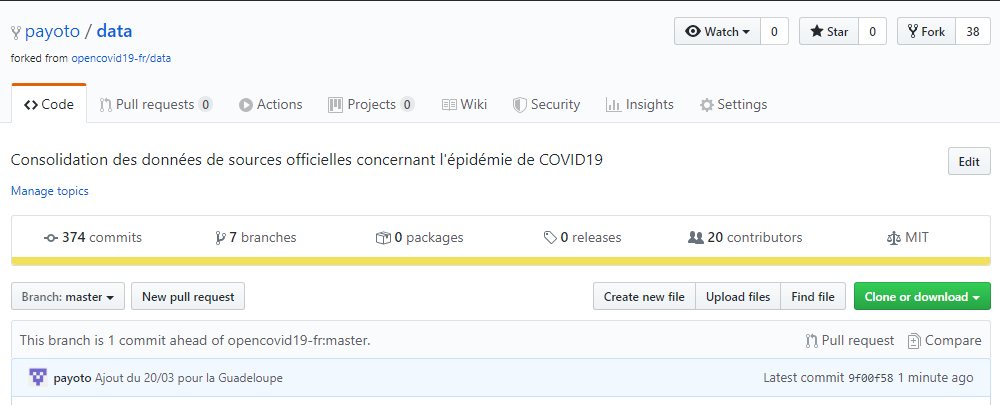 payoto / data
Watch 0 Star 0 Fork 38
forked from opencovid19-fr/data
Code Pull requests 0 Actions Projects 0 Wiki Security Insights Settings
Consolidation des données de sources officielles concernant l'épidémie de COVID19
Edit
Manage topics
374 commits 7 branches 0 packages 0 releases 20 contributors MIT
Branch: master New pull request Create new file Upload files Find file Clone or download
This branch is 1 commit ahead of opencovid19-fr:master. Pull request Compare
payoto Ajout du 20/03 pour la Guadeloupe Latest commit 9f00f58 1 minute ago